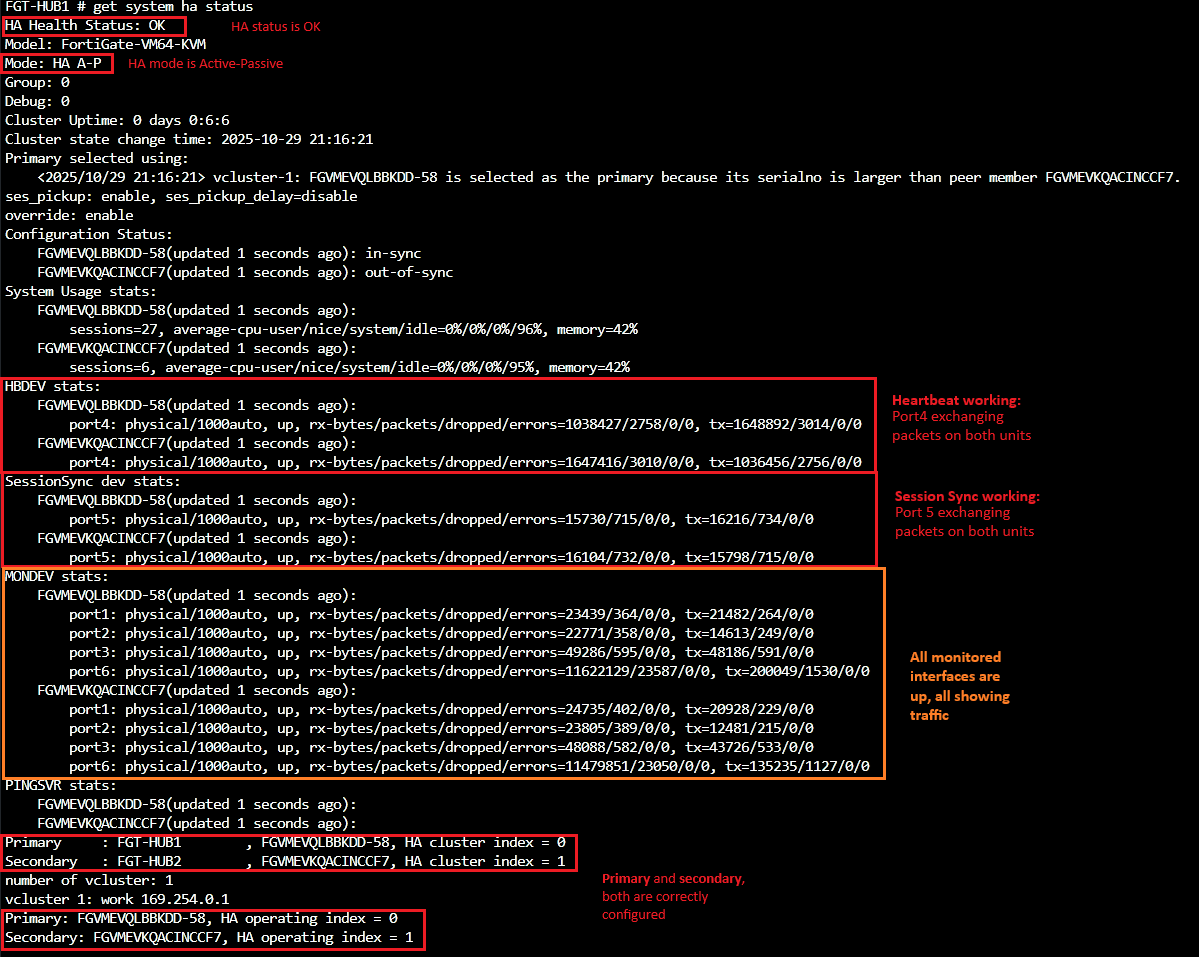 FGT-HUB1 # get system ha status
HA Health Status: OK
HA status is OK
Model: FortiGate-VM64-KVM
Mode: HA A-P
HA mode is Active-Passive
Group: 0
Debug: 0
Cluster Uptime: 0 days 0:6:6
Cluster state change time: 2025-10-29 21:16:21
Primary selected using:
<2025/10/29 21:16:21> vcluster-1: FGVMEVQLBBKDD-58 is selected as the primary because its serialno is larger than peer member FGVMEVKQACINCCF7.
ses_pickup: enable, ses_pickup_delay=disable
override: enable
Configuration Status:
FGVMEVQLBBKDD-58(updated 1 seconds ago): in-sync
FGVMEVKQACINCCF7(updated 1 seconds ago): out-of-sync
System Usage stats:
FGVMEVQLBBKDD-58(updated 1 seconds ago):
sessions=27, average-cpu-user/nice/system/idle=0%/0%/0%/96%, memory=42%
FGVMEVKQACINCCF7(updated 1 seconds ago):
sessions=6, average-cpu-user/nice/system/idle=0%/0%/0%/95%, memory=42%
HBDEV stats:
FGVMEVQLBBKDD-58(updated 1 seconds ago):
port4: physical/1000auto, up, rx-bytes/packets/dropped/errors=1038427/2758/0/0, tx=1648892/3014/0/0
FGVMEVKQACINCCF7(updated 1 seconds ago):
port4: physical/1000auto, up, rx-bytes/packets/dropped/errors=1647416/3010/0/0, tx=1036456/2756/0/0
Heartbeat working:
Port4 exchanging
packets on both units
SessionSync dev stats:
FGVMEVQLBBKDD-58(updated 1 seconds ago):
port5: physical/1000auto, up, rx-bytes/packets/dropped/errors=15730/715/0/0, tx=16216/734/0/0
FGVMEVKQACINCCF7(updated 1 seconds ago):
port5: physical/1000auto, up, rx-bytes/packets/dropped/errors=16104/732/0/0, tx=15798/715/0/0
Session Sync working:
Port 5 exchanging
packets on both units
MONDEV stats:
FGVMEVQLBBKDD-58(updated 1 seconds ago):
port1: physical/1000auto, up, rx-bytes/packets/dropped/errors=23439/364/0/0, tx=21482/264/0/0
port2: physical/1000auto, up, rx-bytes/packets/dropped/errors=22771/358/0/0, tx=14613/249/0/0
port3: physical/1000auto, up, rx-bytes/packets/dropped/errors=49286/595/0/0, tx=48186/591/0/0
port6: physical/1000auto, up, rx-bytes/packets/dropped/errors=11622129/23587/0/0, tx=200049/1530/0/0
FGVMEVKQACINCCF7(updated 1 seconds ago):
port1: physical/1000auto, up, rx-bytes/packets/dropped/errors=24735/402/0/0, tx=20928/229/0/0
port2: physical/1000auto, up, rx-bytes/packets/dropped/errors=23805/389/0/0, tx=12481/215/0/0
port3: physical/1000auto, up, rx-bytes/packets/dropped/errors=48088/582/0/0, tx=43726/533/0/0
port6: physical/1000auto, up, rx-bytes/packets/dropped/errors=11479851/23050/0/0, tx=135235/1127/0/0
All monitored
interfaces are
up, all showing
traffic
PINGSVR stats:
FGVMEVQLBBKDD-58(updated 1 seconds ago):
FGVMEVKQACINCCF7(updated 1 seconds ago):
Primary     : FGT-HUB1        , FGVMEVQLBBKDD-58, HA cluster index = 0
Secondary   : FGT-HUB2        , FGVMEVKQACINCCF7, HA cluster index = 1
number of vcluster: 1
vcluster 1: work 169.254.0.1
Primary: FGVMEVQLBBKDD-58, HA operating index = 0
Secondary: FGVMEVKQACINCCF7, HA operating index = 1
Primary and secondary,
both are correctly
configured